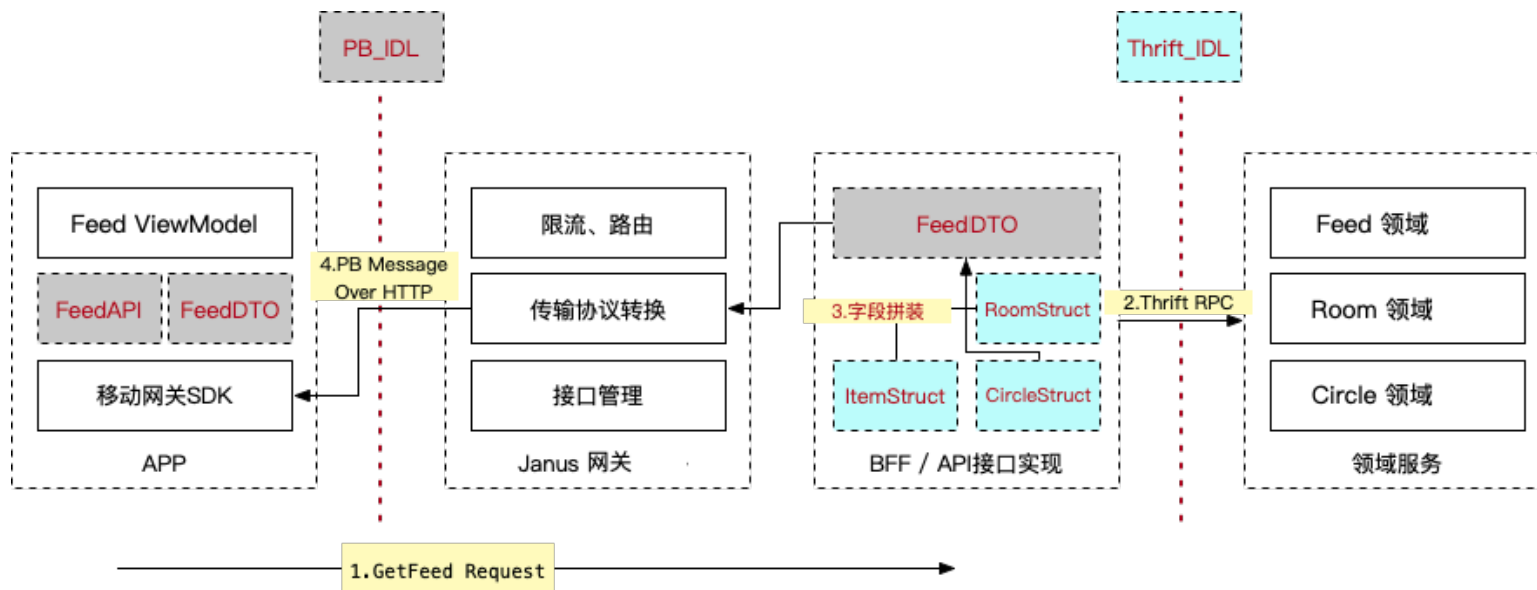 PB_IDL
Thrift_IDL
Feed ViewModel
FeedAPI
FeedDTO
移动网关SDK
APP
4.PB Message
Over HTTP
限流、路由
传输协议转换
接口管理
Janus 网关
FeedDTO
3.字段拼装
RoomStruct
ItemStruct
CircleStruct
BFF / API接口实现
2.Thrift RPC
Feed 领域
Room 领域
Circle 领域
领域服务
1.GetFeed Request